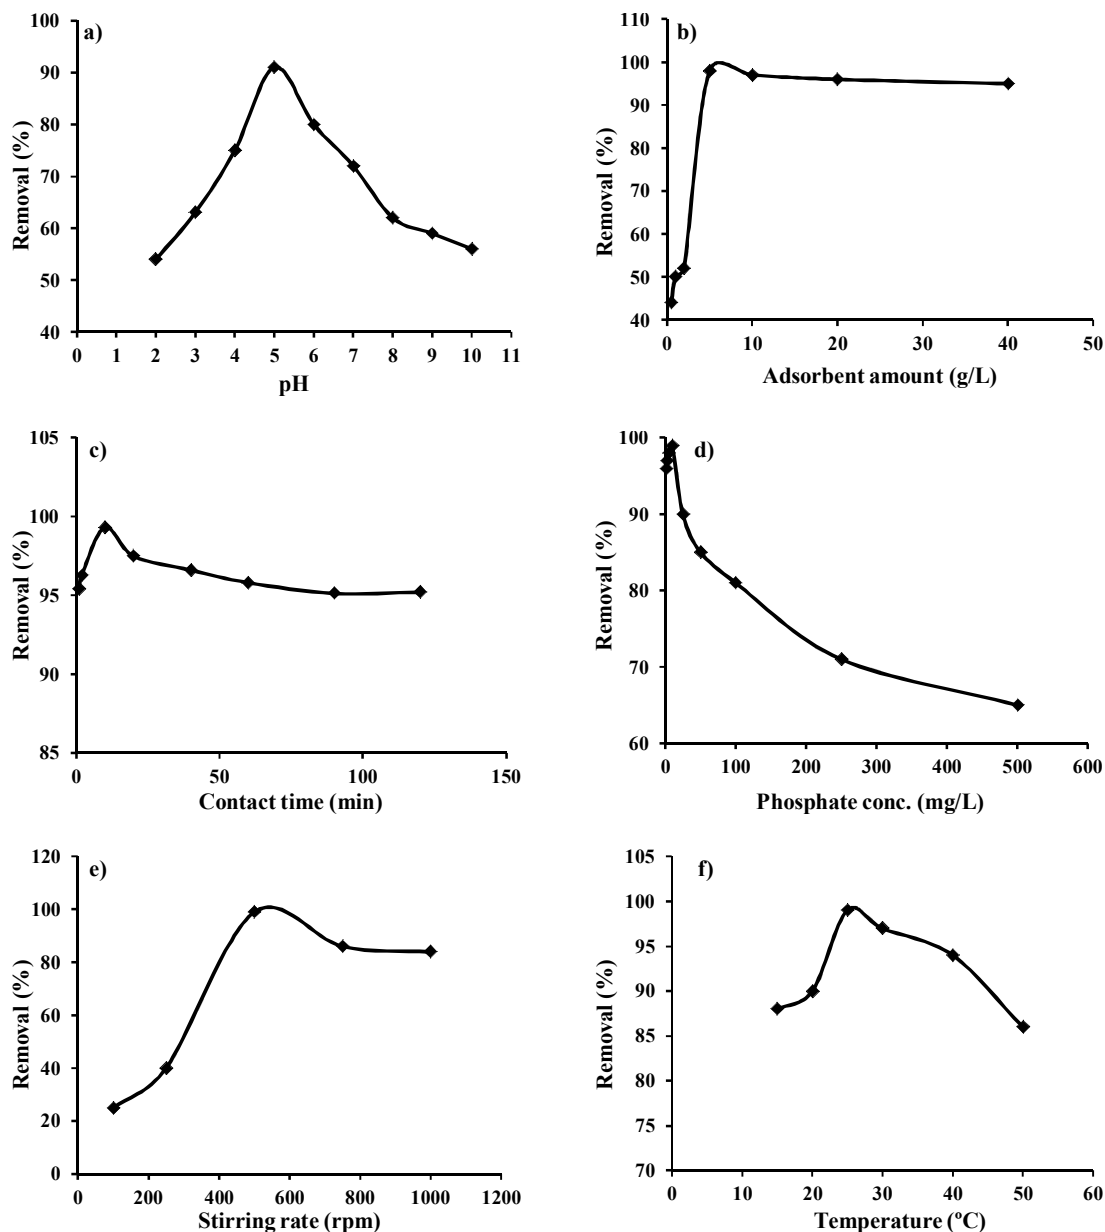 a)
Removal (%)
100
90
80
70
60
50
40
0 1 2 3 4 5 6 7 8 9 10 11
pH
b)
Removal (%)
110
100
90
80
70
60
50
40
0 10 20 30 40 50
Adsorbent amount (g/L)
c)
Removal (%)
105
100
95
90
85
0 50 100 150
Contact time (min)
d)
Removal (%)
100
90
80
70
60
0 100 200 300 400 500 600
Phosphate conc. (mg/L)
e)
Removal (%)
120
100
80
60
40
20
0
0 200 400 600 800 1000 1200
Stirring rate (rpm)
f)
Removal (%)
105
100
95
90
85
80
75
70
0 10 20 30 40 50 60
Temperature (ºC)